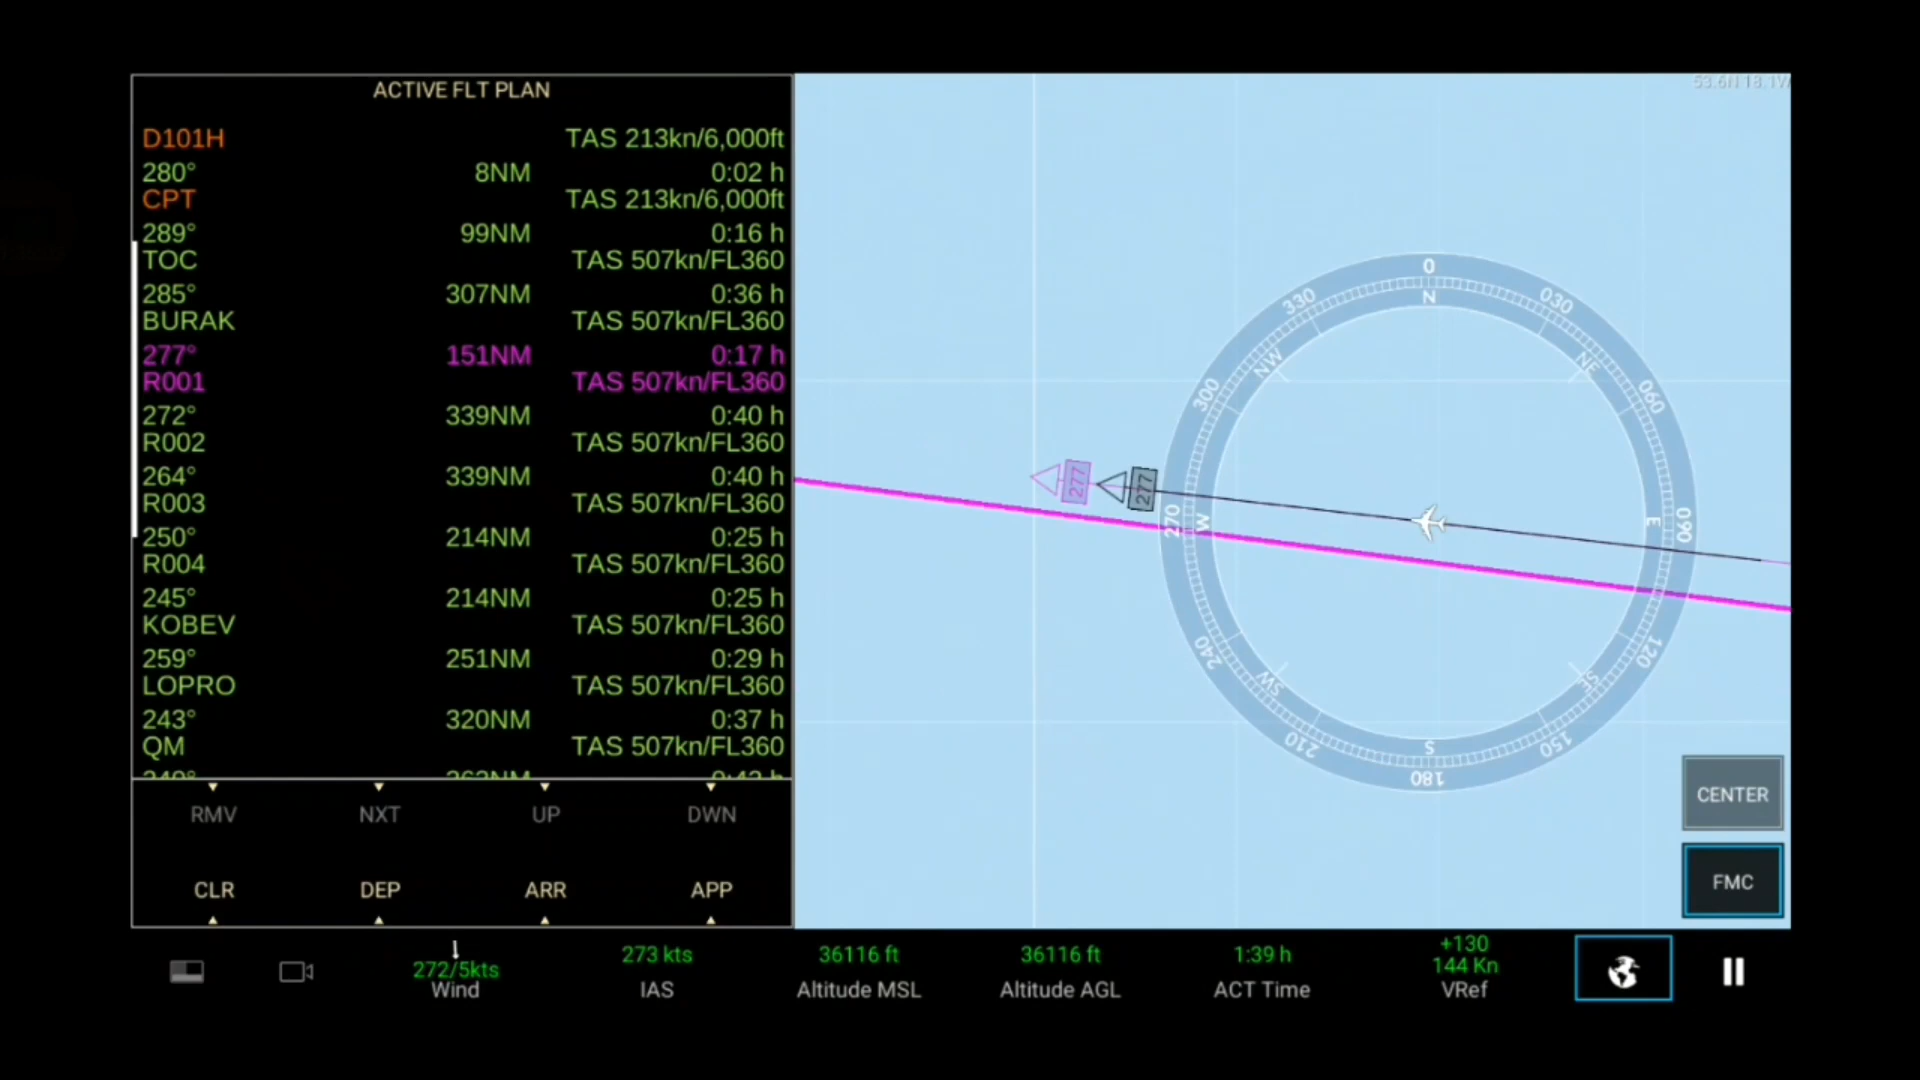 ACTIVE FLT PLAN
D101H TAS 213kn/6,000ft
280° 8NM 0:02 h
CPT TAS 213kn/6,000ft
289° 99NM 0:16 h
TOC TAS 507kn/FL360
285° 307NM 0:36 h
BURAK TAS 507kn/FL360
277° 151NM 0:17 h
R001 TAS 507kn/FL360
272° 339NM 0:40 h
R002 TAS 507kn/FL360
264° 339NM 0:40 h
R003 TAS 507kn/FL360
250° 214NM 0:25 h
R004 TAS 507kn/FL360
245° 214NM 0:25 h
KOBEV TAS 507kn/FL360
259° 251NM 0:29 h
LOPRO TAS 507kn/FL360
243° 320NM 0:37 h
QM TAS 507kn/FL360
RMV NXT UP DWN
CLR DEP ARR APP
53.6N 18.1W
0
N
330 030
NW NE
300 060
277 277
270 W E 090
240 120
SW SE
210 150
S
180
CENTER
FMC
272/5kts
Wind
273 kts
IAS
36116 ft
Altitude MSL
36116 ft
Altitude AGL
1:39 h
ACT Time
+130
144 Kn
VRef